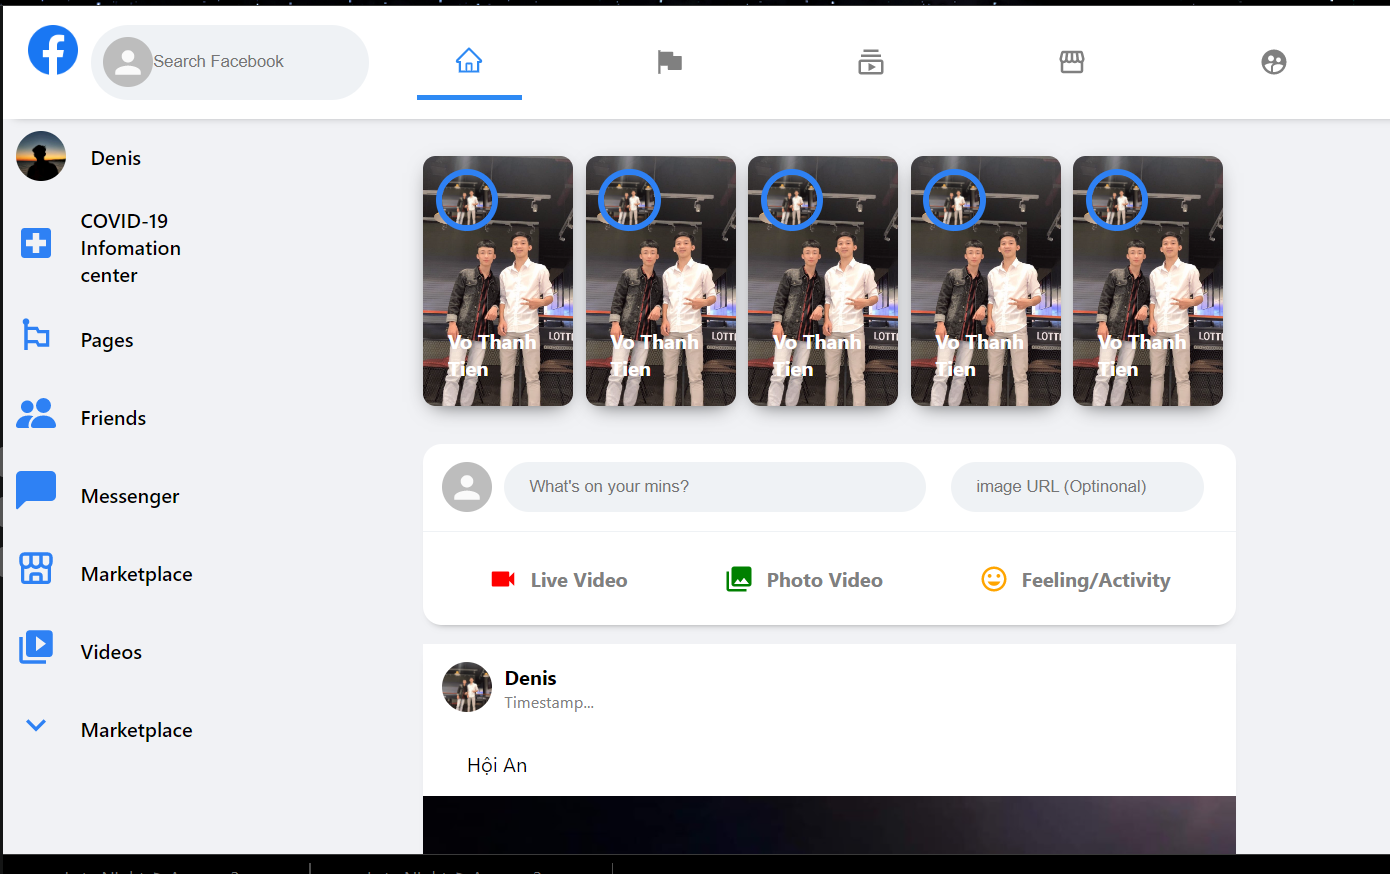 Search Facebook
Denis
COVID-19
Infomation
center
Pages
Friends
Messenger
Marketplace
Videos
Marketplace
Vo Thanh
Tien
Vo Thanh
Tien
Vo Thanh
Tien
Vo Thanh
Tien
Vo Thanh
Tien
What's on your mins?
image URL (Optinonal)
Live Video
Photo Video
Feeling/Activity
Denis
Timestamp...
Hội An